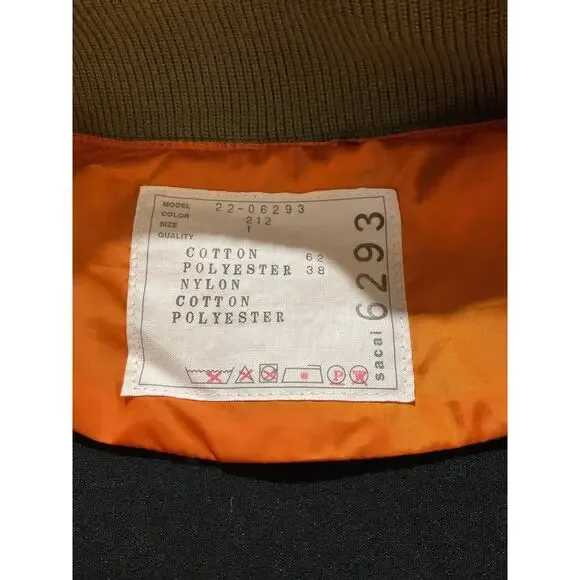 MODEL 22-06293
COLOR 212
SIZE 1
QUALITY
COTTON 62
POLYESTER 38
NYLON
COTTON
POLYESTER
P W
sacai 6293